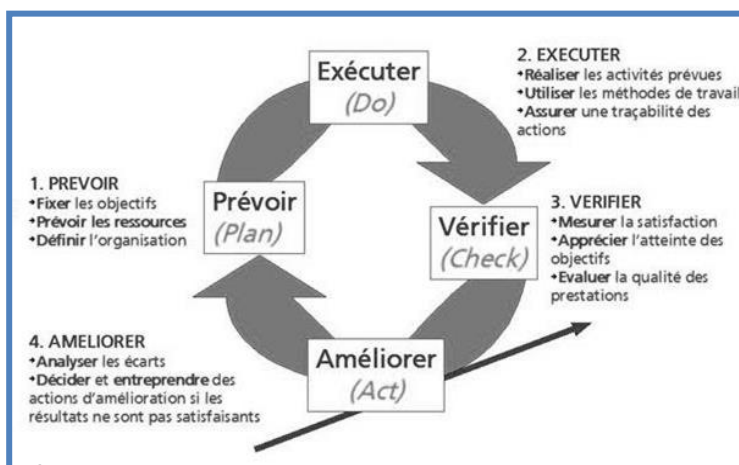 Exécuter
(Do)
2. EXECUTER
•Réaliser les activités prévues
•Utiliser les méthodes de travail
•Assurer une traçabilité des
actions
1. PREVOIR
•Fixer les objectifs
•Prévoir les ressources
•Définir l'organisation
Prévoir
(Plan)
Vérifier
(Check)
3. VERIFIER
•Mesurer la satisfaction
•Apprécier l'atteinte des
objectifs
•Evaluer la qualité des
prestations
4. AMELIORER
•Analyser les écarts
•Décider et entreprendre des
actions d'amélioration si les
résultats ne sont pas satisfaisants
Améliorer
(Act)